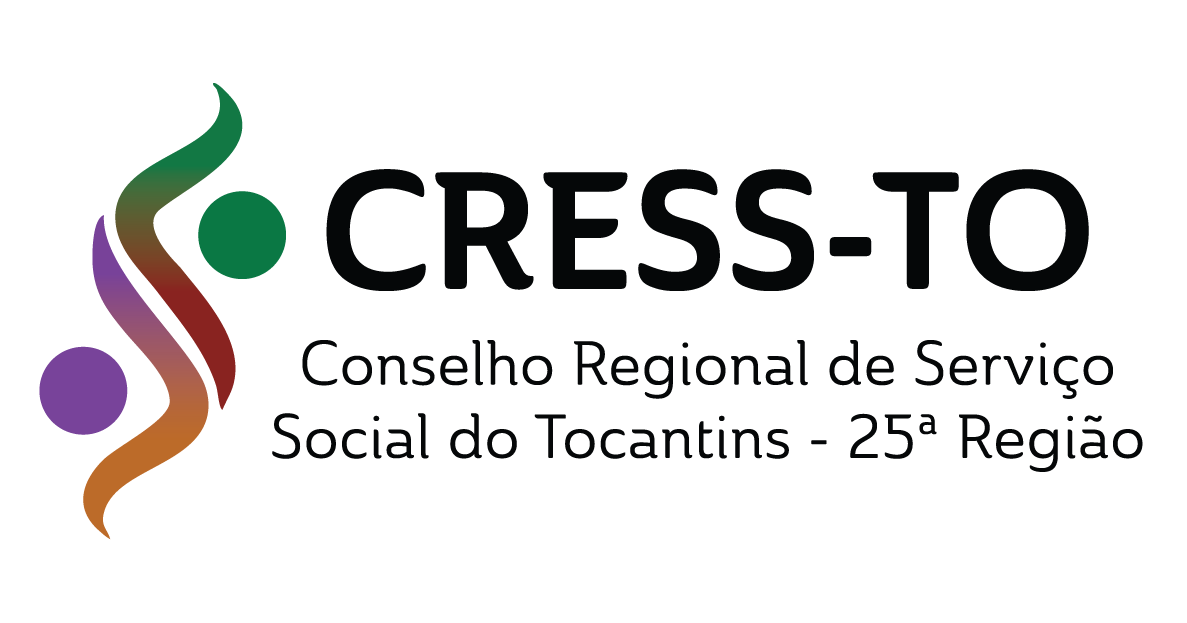 CRESS-TO
Conselho Regional de Serviço
Social do Tocantins - 25ª Região